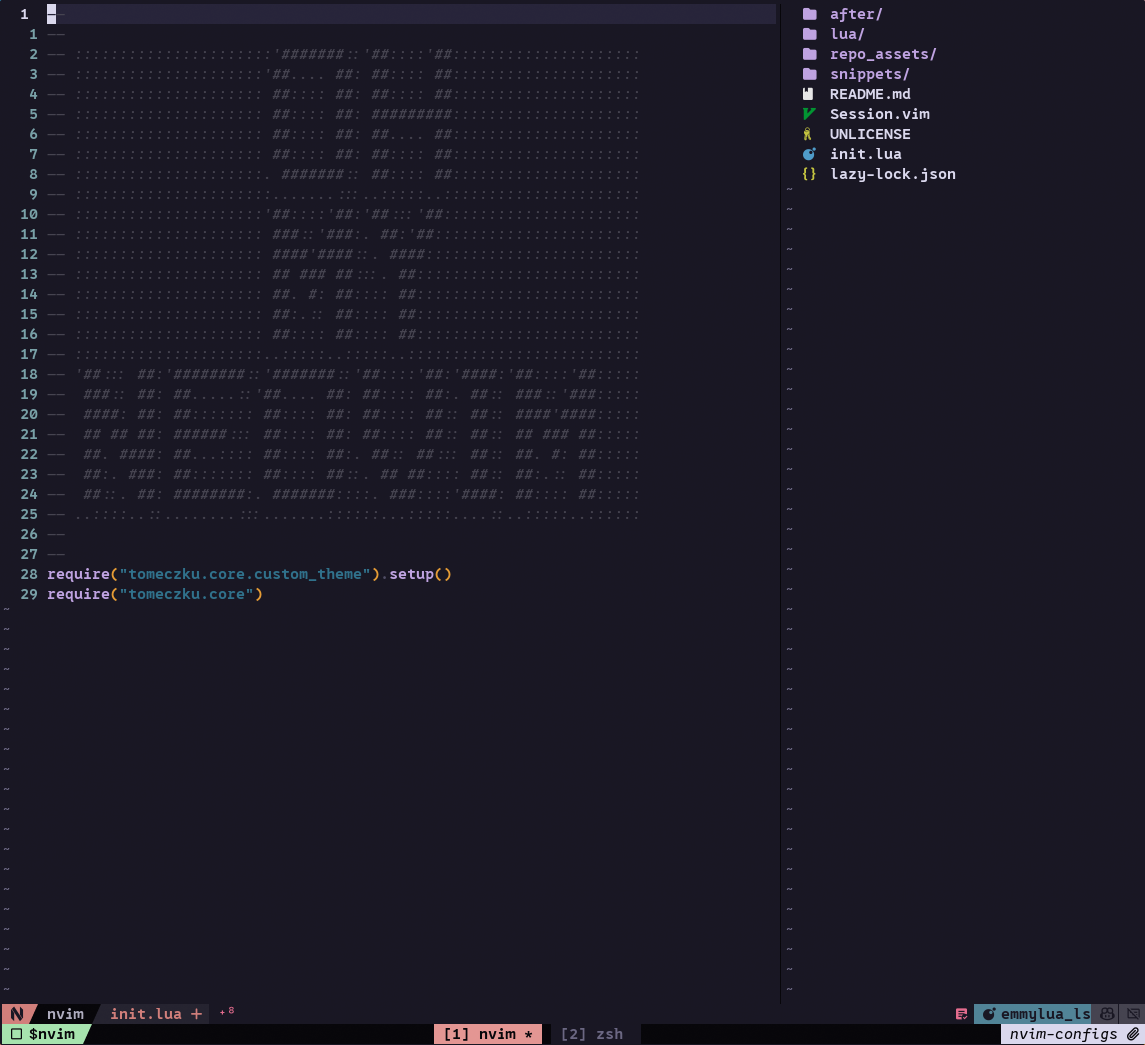 1 --
1 --
2 -- :::::::::::::::::::::'#######::'##::::'##:::::::::::::::::::::
3 -- :::::::::::::::::::::'##.... ##: ##:::: ##:::::::::::::::::::::
4 -- ::::::::::::::::::::: ##:::: ##: ##:::: ##:::::::::::::::::::::
5 -- ::::::::::::::::::::: ##:::: ##: #########:::::::::::::::::::::
6 -- ::::::::::::::::::::: ##:::: ##: ##.... ##:::::::::::::::::::::
7 -- ::::::::::::::::::::: ##:::: ##: ##:::: ##:::::::::::::::::::::
8 -- :::::::::::::::::::::. #######:: ##:::: ##:::::::::::::::::::::
9 -- ::::::::::::::::::::::.......:::..:::::..::::::::::::::::::::::
10 -- :::::::::::::::::::::'##::::'##:'##:::'##::::::::::::::::::::::
11 -- ::::::::::::::::::::: ###::'###:. ##:'##:::::::::::::::::::::::
12 -- ::::::::::::::::::::: ####'####::. ####::::::::::::::::::::::::
13 -- ::::::::::::::::::::: ## ### ##:::. ##:::::::::::::::::::::::::
14 -- ::::::::::::::::::::: ##. #: ##:::: ##:::::::::::::::::::::::::
15 -- ::::::::::::::::::::: ##:.:: ##:::: ##:::::::::::::::::::::::::
16 -- ::::::::::::::::::::: ##:::: ##:::: ##:::::::::::::::::::::::::
17 -- :::::::::::::::::::::..:::::..:::::..::::::::::::::::::::::::::
18 -- '##::: ##:'########::'#######::'##::::'##:'####:'##::::'##:::::
19 --  ###:: ##: ##.....::'##.... ##: ##:::: ##:. ##:: ###::'###:::::
20 --  ####: ##: ##::::::: ##:::: ##: ##:::: ##:: ##:: ####'####:::::
21 --  ## ## ##: ######::: ##:::: ##: ##:::: ##:: ##:: ## ### ##:::::
22 --  ##. ####: ##...:::: ##:::: ##:. ##:: ##::: ##:: ##. #: ##:::::
23 --  ##:. ###: ##::::::: ##:::: ##::. ## ##:::: ##:: ##:.:: ##:::::
24 --  ##::. ##: ########:. #######::::. ###::::'####: ##:::: ##:::::
25 -- ..::::..::........:::.......::::::...:::::....::..:::::..::::::
26 --
27 --
28 require("tomeczku.core.custom_theme").setup()
29 require("tomeczku.core")
after/
lua/
repo_assets/
snippets/
README.md
Session.vim
UNLICENSE
init.lua
{} lazy-lock.json
nvim init.lua + +8 emmylua_ls
$nvim [1] nvim * [2] zsh nvim-configs